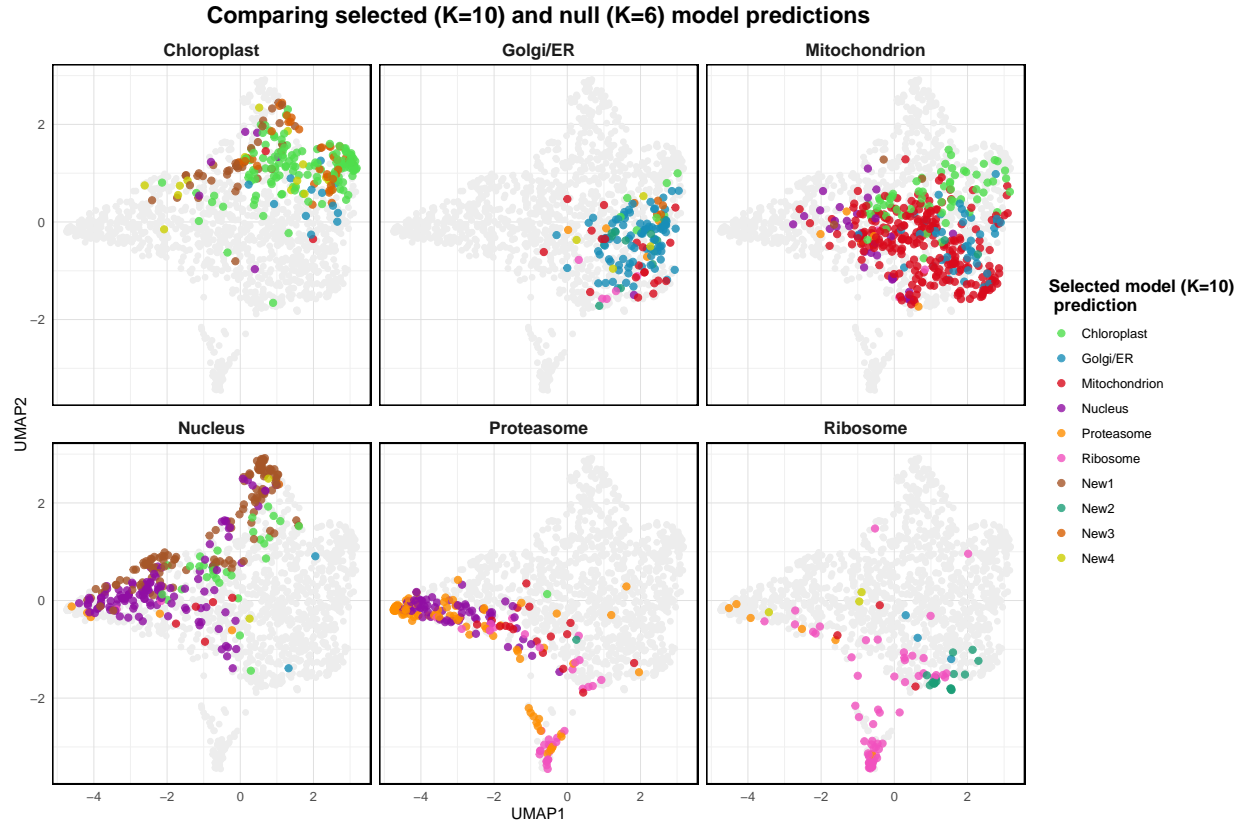 Comparing selected (K=10) and null (K=6) model predictions
Chloroplast
Golgi/ER
Mitochondrion
2
0
−2
Nucleus
Proteasome
Ribosome
2
0
−2
−4
−2
0
2
−4
−2
0
2
−4
−2
0
2
UMAP1
UMAP2
Selected model (K=10)
prediction
Chloroplast
Golgi/ER
Mitochondrion
Nucleus
Proteasome
Ribosome
New1
New2
New3
New4